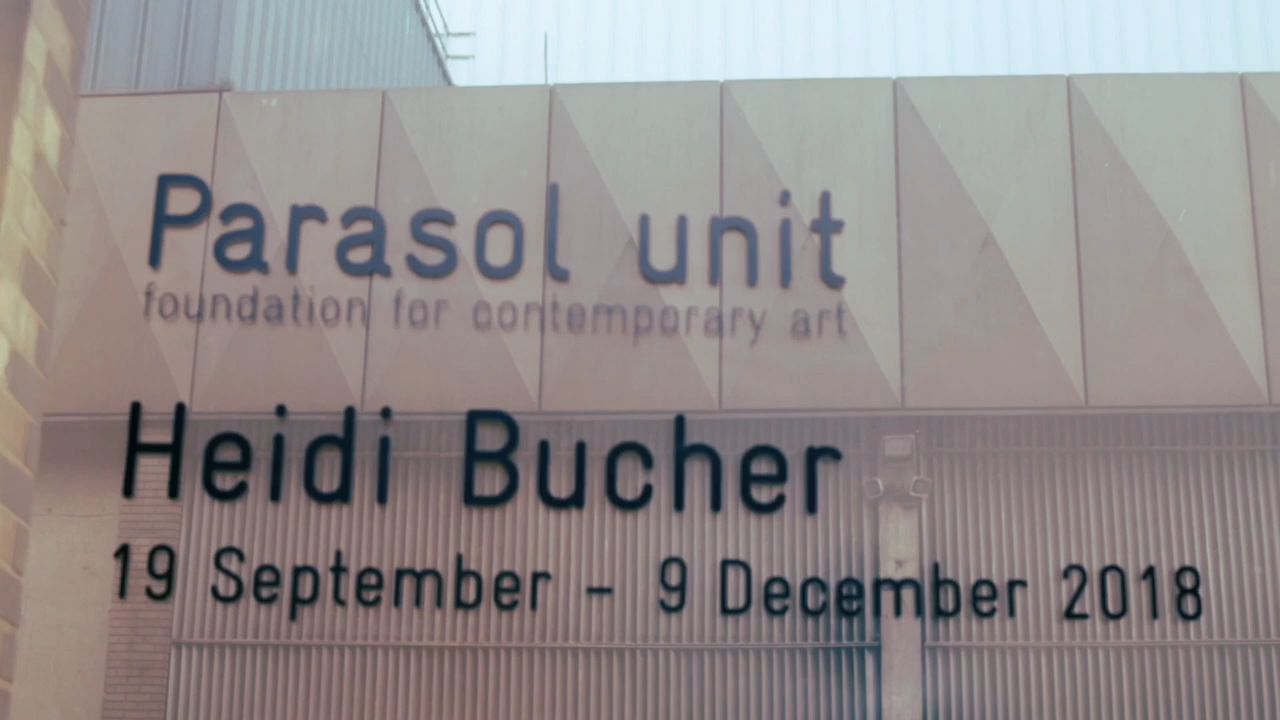 Parasol unit
foundation for contemporary art
Heidi Bucher
19 September – 9 December 2018